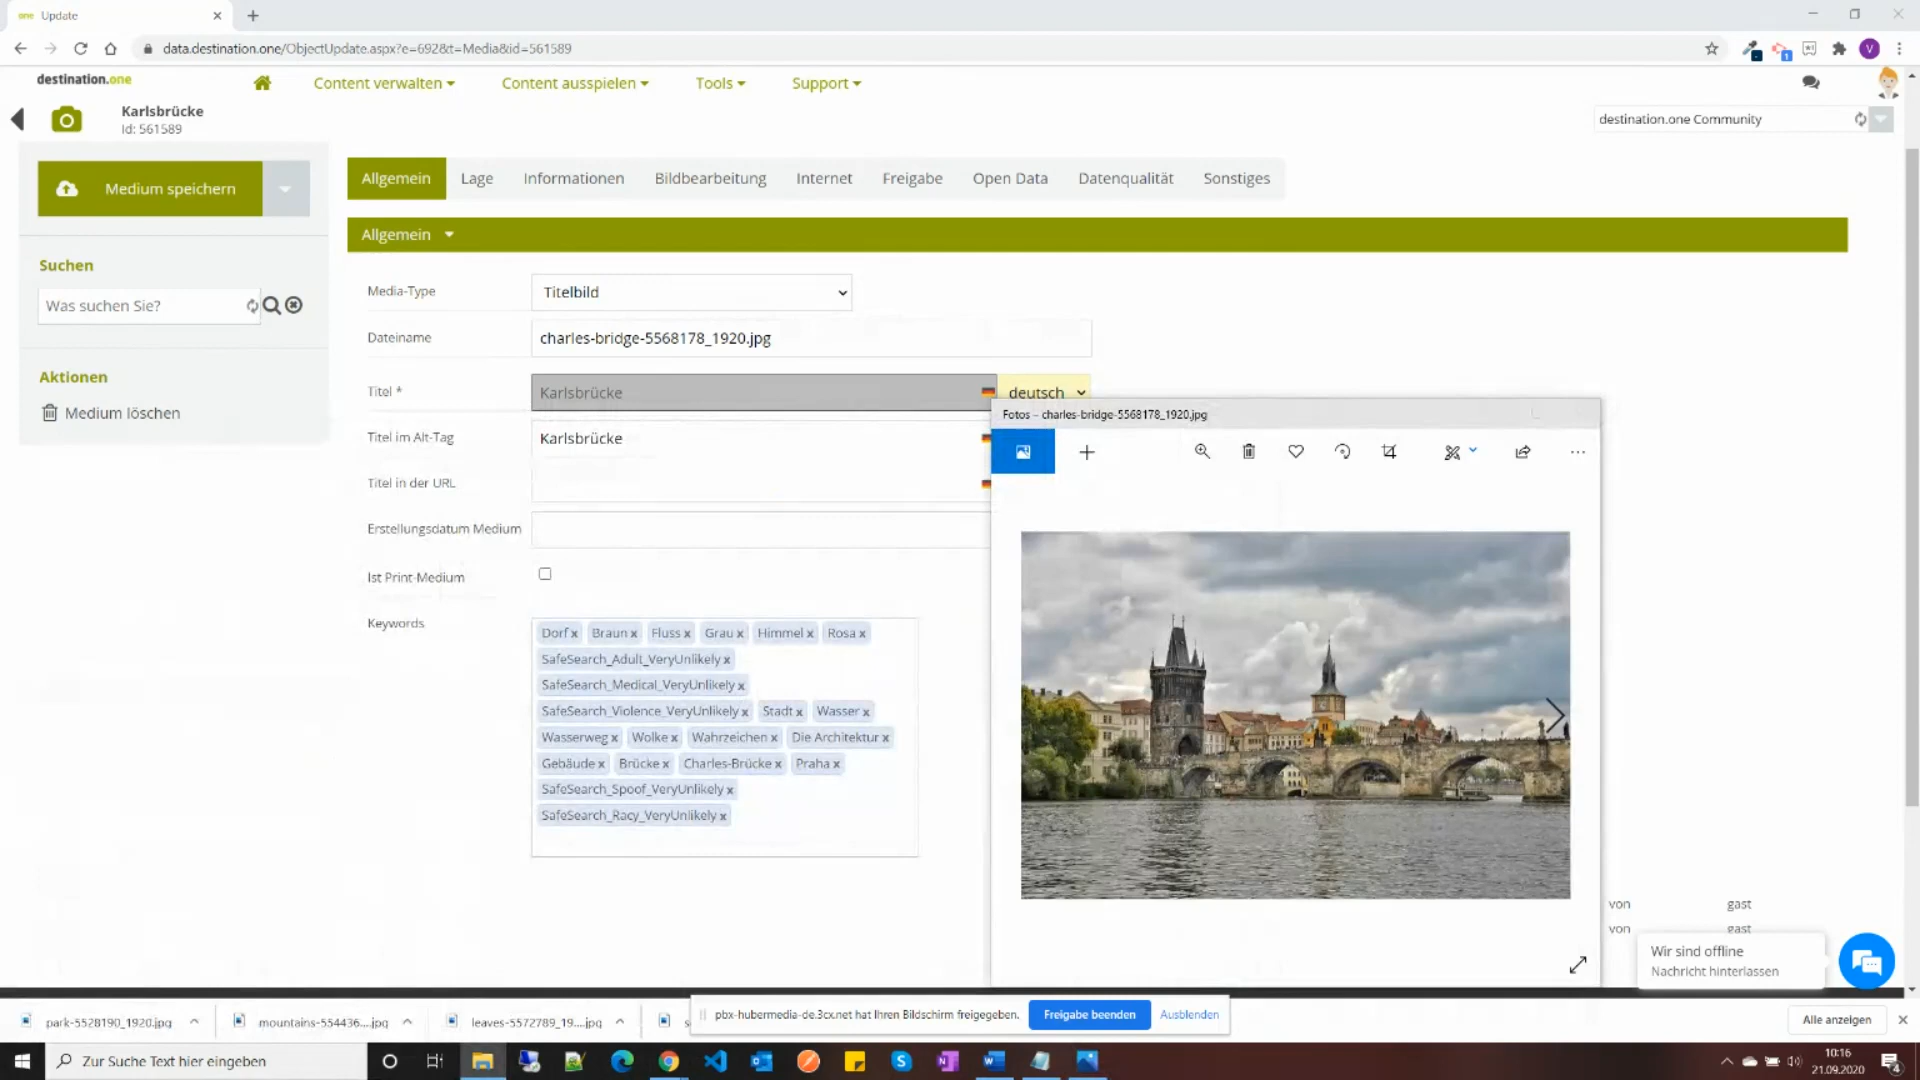 one Update
data.destination.one/ObjectUpdate.aspx?e=692&t=Media&id=561589
destination.one
Content verwalten
Content ausspielen
Tools
Support
Karlsbrücke
Id: 561589
destination.one Community
Medium speichern
Allgemein
Lage
Informationen
Bildbearbeitung
Internet
Freigabe
Open Data
Datenqualität
Sonstiges
Allgemein
Suchen
Was suchen Sie?
Aktionen
Medium löschen
Media-Type
Titelbild
Dateiname
charles-bridge-5568178_1920.jpg
Titel *
Karlsbrücke
deutsch
Titel im Alt-Tag
Karlsbrücke
Titel in der URL
Erstellungsdatum Medium
Ist Print-Medium
Keywords
Dorf x Braun x Fluss x Grau x Himmel x Rosa x
SafeSearch_Adult_VeryUnlikely x
SafeSearch_Medical_VeryUnlikely x
SafeSearch_Violence_VeryUnlikely x Stadt x Wasser x
Wasserweg x Wolke x Wahrzeichen x Die Architektur x
Gebäude x Brücke x Charles-Brücke x Praha x
SafeSearch_Spoof_VeryUnlikely x
SafeSearch_Racy_VeryUnlikely x
Fotos – charles-bridge-5568178_1920.jpg
von gast
von gast
Wir sind offline
Nachricht hinterlassen
park-5528190_1920.jpg
mountains-554436....jpg
leaves-5572789_19....jpg
pbx-hubermedia-de.3cx.net hat Ihren Bildschirm freigegeben.
Freigabe beenden
Ausblenden
Alle anzeigen
Zur Suche Text hier eingeben
10:16
21.09.2020
4